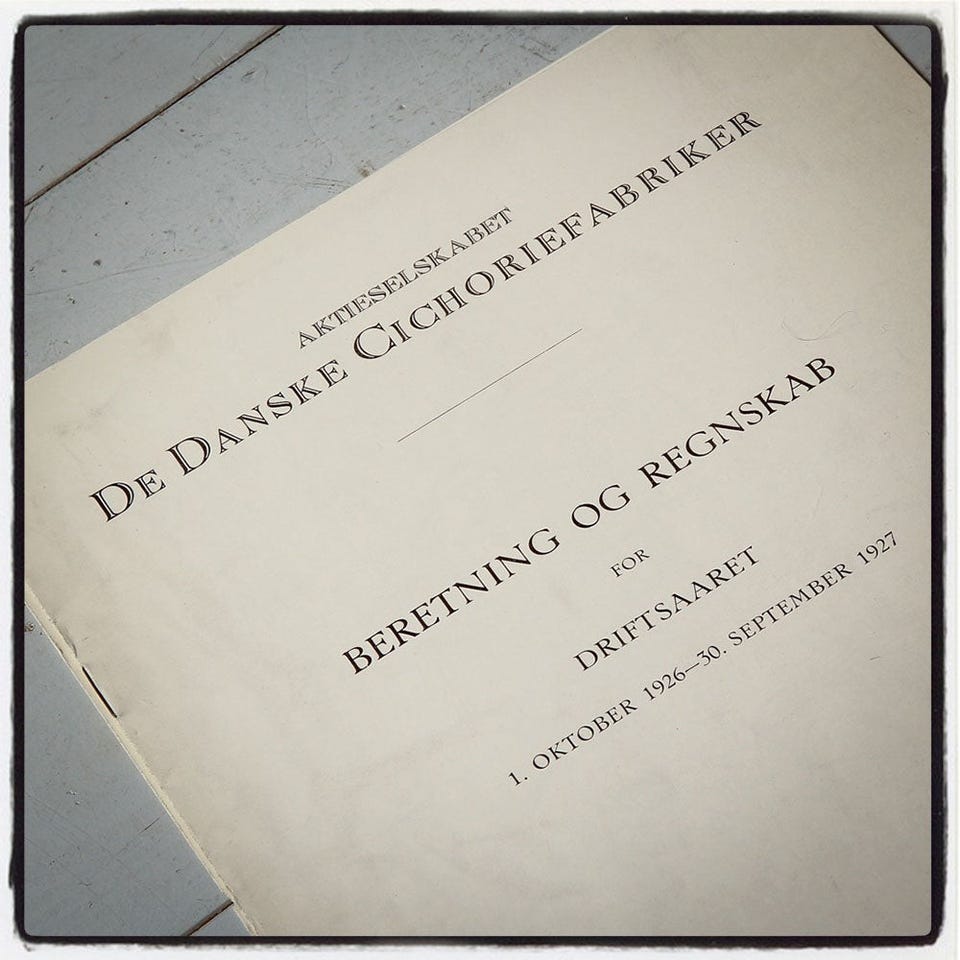 AKTIESELSKABET
DE DANSKE CICHORIEFABRIKER
BERETNING OG REGNSKAB
FOR
DRIFTSAARET
1. OKTOBER 1926—30. SEPTEMBER 1927